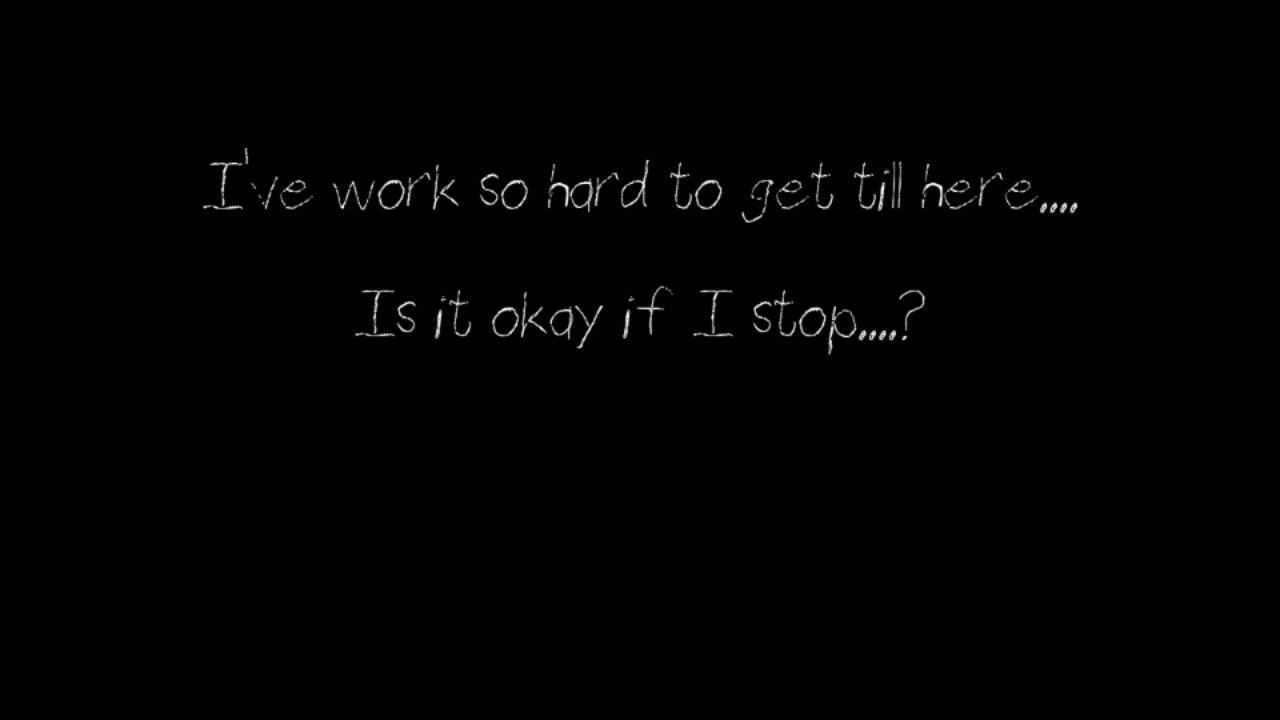 I've work so hard to get till here....
Is it okay if I stop....?